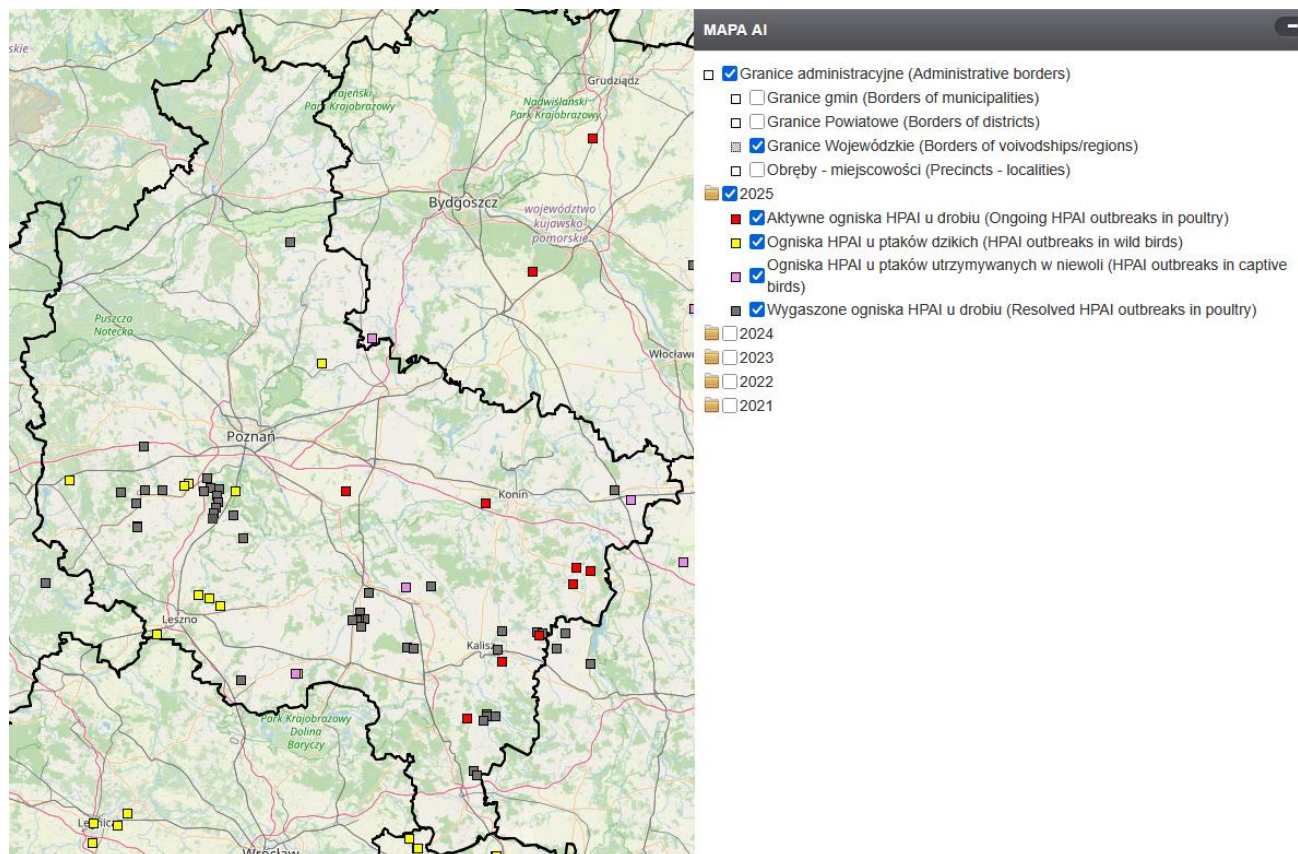 skie
Grudziądz
Krajeński
Park Krajobrazowy
Nadwiślański
Park Krajobrazowy
Bydgoszcz
województwo
kujawsko-
pomorskie
Puszcza
Notecka
Włocławe
Poznań
Konin
Leszno
Kalisz
Park Krajobrazowy
Dolina
Baryczy
Wrocław
MAPA AI
Granice administracyjne (Administrative borders)
Granice gmin (Borders of municipalities)
Granice Powiatowe (Borders of districts)
Granice Wojewódzkie (Borders of voivodships/regions)
Obręby - miejscowości (Precincts - localities)
2025
Aktywne ogniska HPAI u drobiu (Ongoing HPAI outbreaks in poultry)
Ogniska HPAI u ptaków dzikich (HPAI outbreaks in wild birds)
Ogniska HPAI u ptaków utrzymywanych w niewoli (HPAI outbreaks in captive
birds)
Wygaszone ogniska HPAI u drobiu (Resolved HPAI outbreaks in poultry)
2024
2023
2022
2021